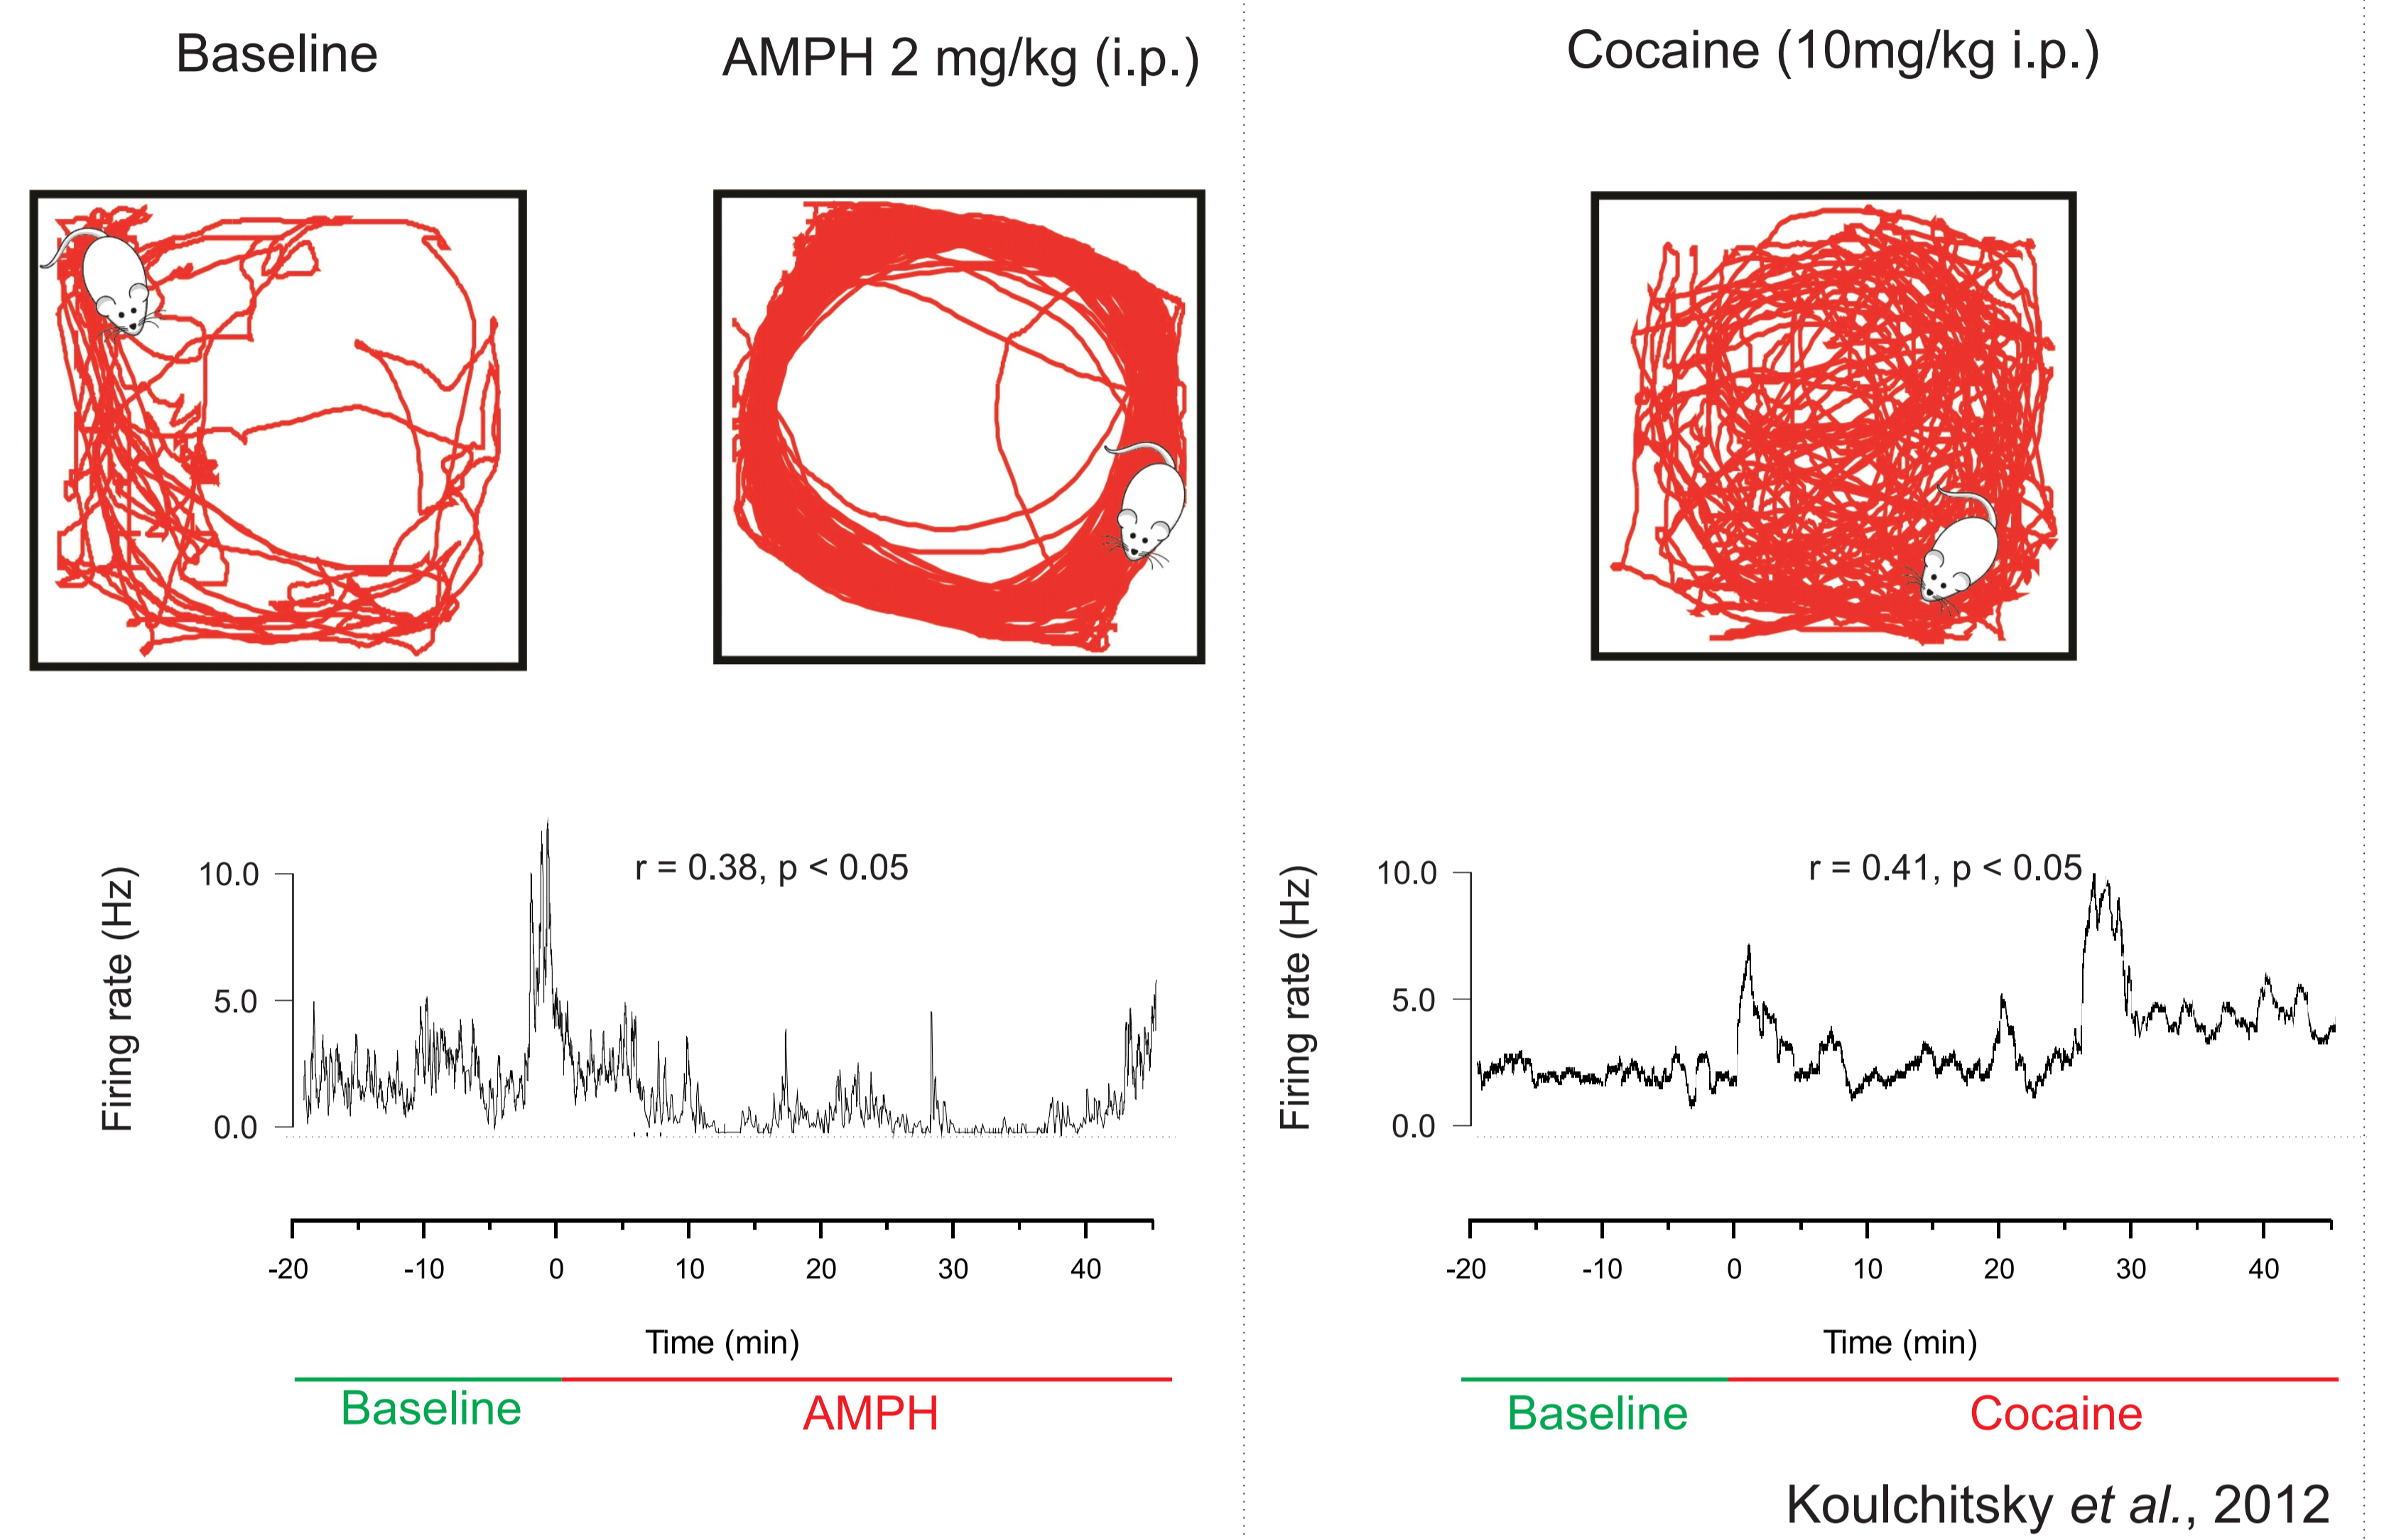 Baseline
AMPH 2 mg/kg (i.p.)
Cocaine (10mg/kg i.p.)
r = 0.38, p < 0.05
Firing rate (Hz)
10.0
5.0
0.0
-20 -10 0 10 20 30 40
Time (min)
Baseline
AMPH
r = 0.41, p < 0.05
Firing rate (Hz)
10.0
5.0
0.0
-20 -10 0 10 20 30 40
Time (min)
Baseline
Cocaine
Koulchitsky et al., 2012